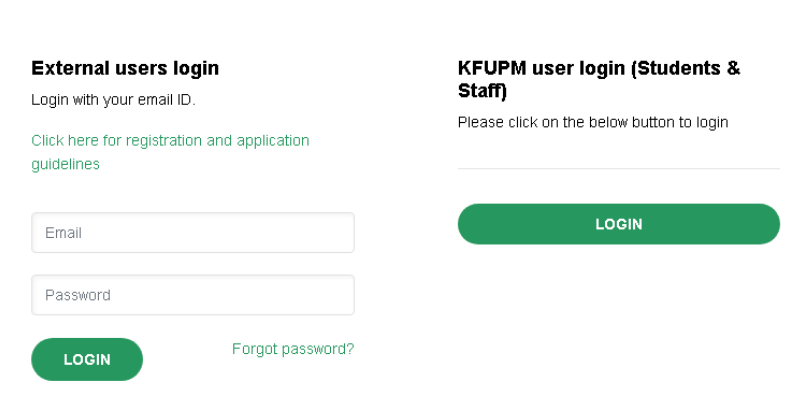 External users login
Login with your email ID.
Click here for registration and application
guidelines
Email
Password
LOGIN
Forgot password?
KFUPM user login (Students &
Staff)
Please click on the below button to login
LOGIN